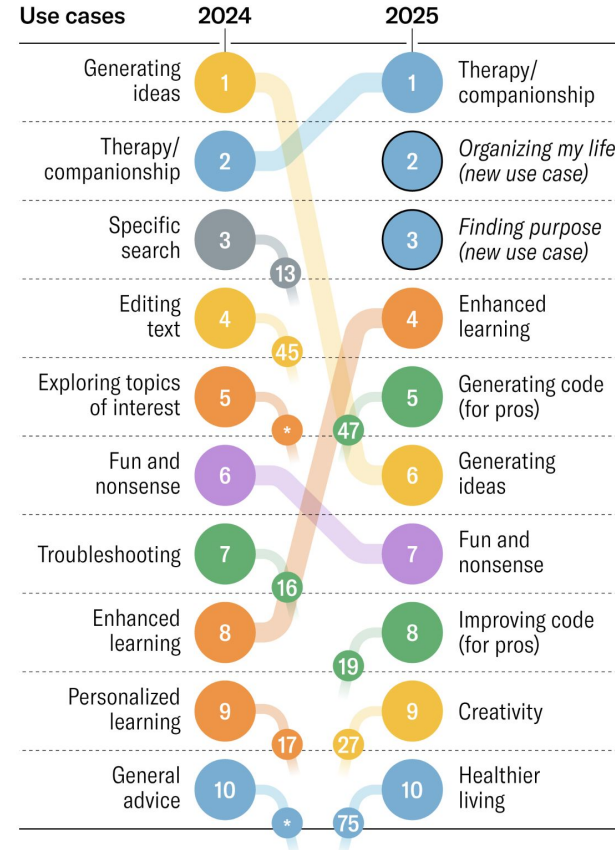 Use cases 2024 2025
Generating
ideas
1
1
Therapy/
companionship
Therapy/
companionship
2
2
Organizing my life
(new use case)
Specific
search
3
13
3
Finding purpose
(new use case)
Editing
text
4
45
4
Enhanced
learning
Exploring topics
of interest
5
*
47
5
Generating code
(for pros)
Fun and
nonsense
6
6
Generating
ideas
Troubleshooting
7
16
7
Fun and
nonsense
Enhanced
learning
8
19
8
Improving code
(for pros)
Personalized
learning
9
17
27
9
Creativity
General
advice
10
*
75
10
Healthier
living